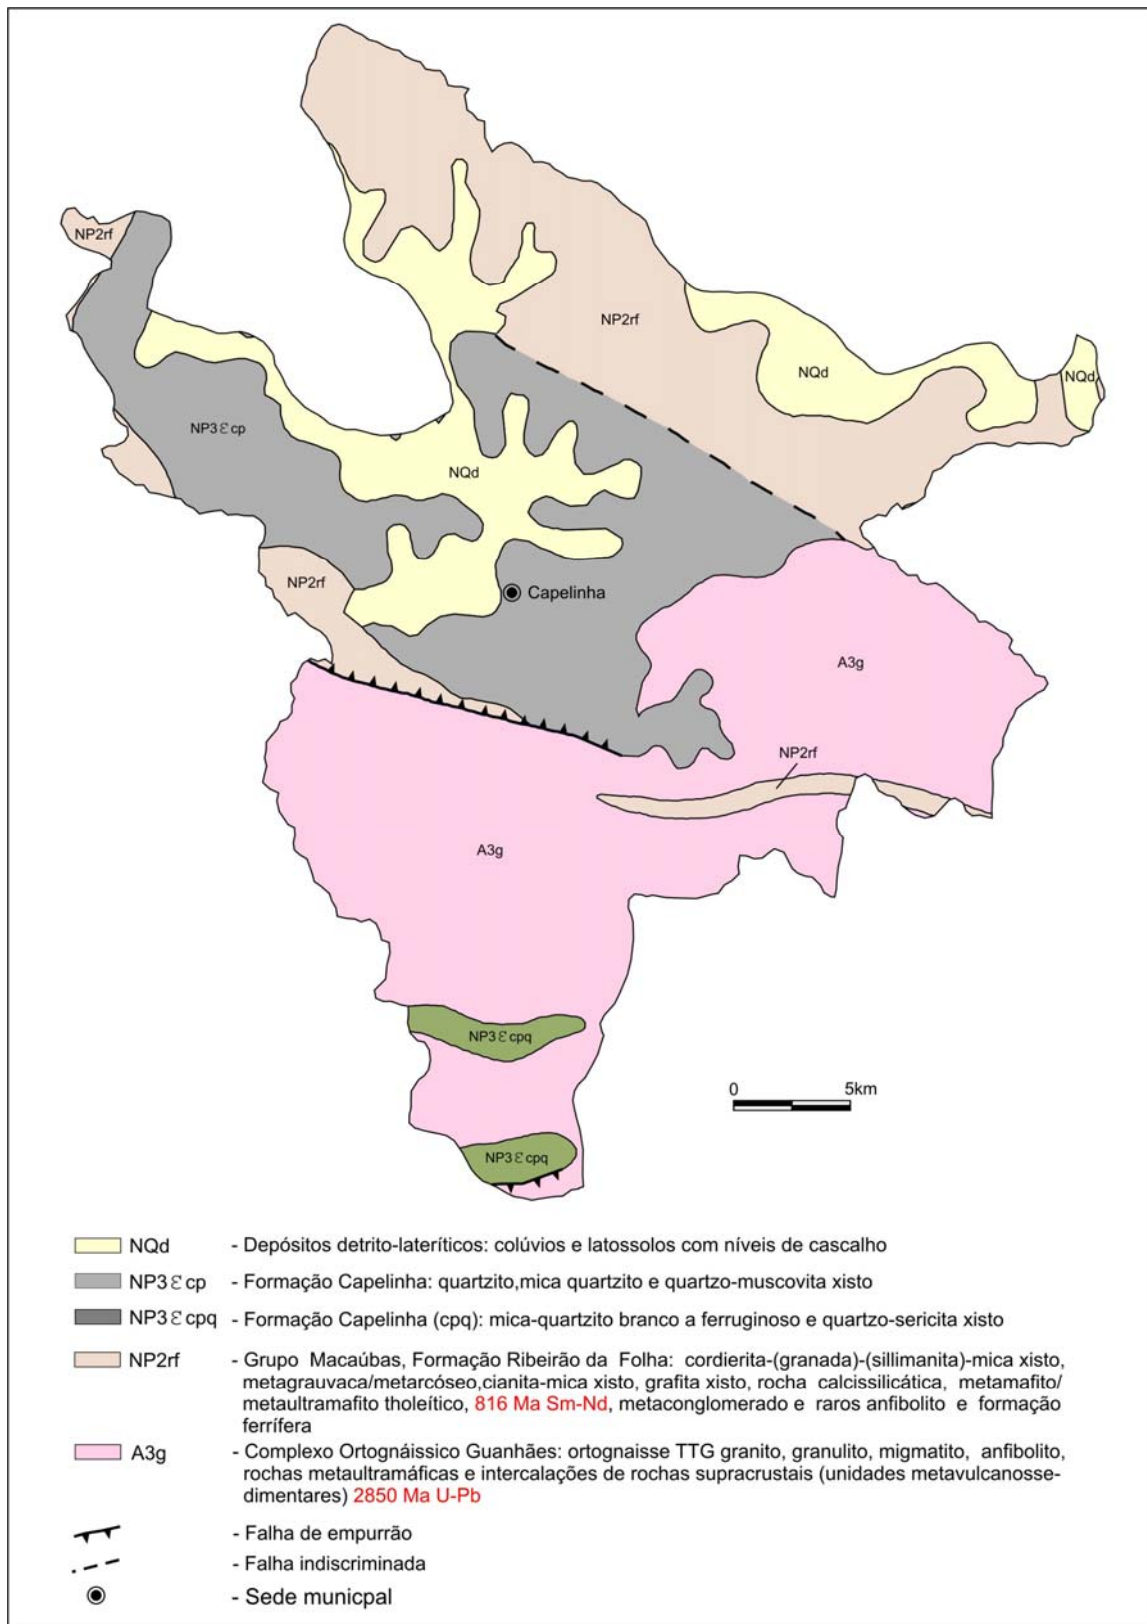 NP2rf
NP2rf
NQd
NQd
NP3Ɛcp
NQd
NP2rf
Capelinha
A3g
NP2rf
A3g
NP3Ɛcpq
0 5km
NP3Ɛcpq
NQd - Depósitos detrito-lateríticos: colúvios e latossolos com níveis de cascalho
NP3Ɛcp - Formação Capelinha: quartzito,mica quartzito e quartzo-muscovita xisto
NP3Ɛcpq - Formação Capelinha (cpq): mica-quartzito branco a ferruginoso e quartzo-sericita xisto
NP2rf - Grupo Macaúbas, Formação Ribeirão da Folha: cordierita-(granada)-(sillimanita)-mica xisto,
metagrauvaca/metarcóseo,cianita-mica xisto, grafita xisto, rocha calcissilicática, metamafito/
metaultramafito tholeítico, 816 Ma Sm-Nd, metaconglomerado e raros anfibolito e formação
ferrífera
A3g - Complexo Ortognáissico Guanhães: ortognaisse TTG granito, granulito, migmatito, anfibolito,
rochas metaultramáficas e intercalações de rochas supracrustais (unidades metavulcanosse-
dimentares) 2850 Ma U-Pb
- Falha de empurrão
- Falha indiscriminada
- Sede municpal